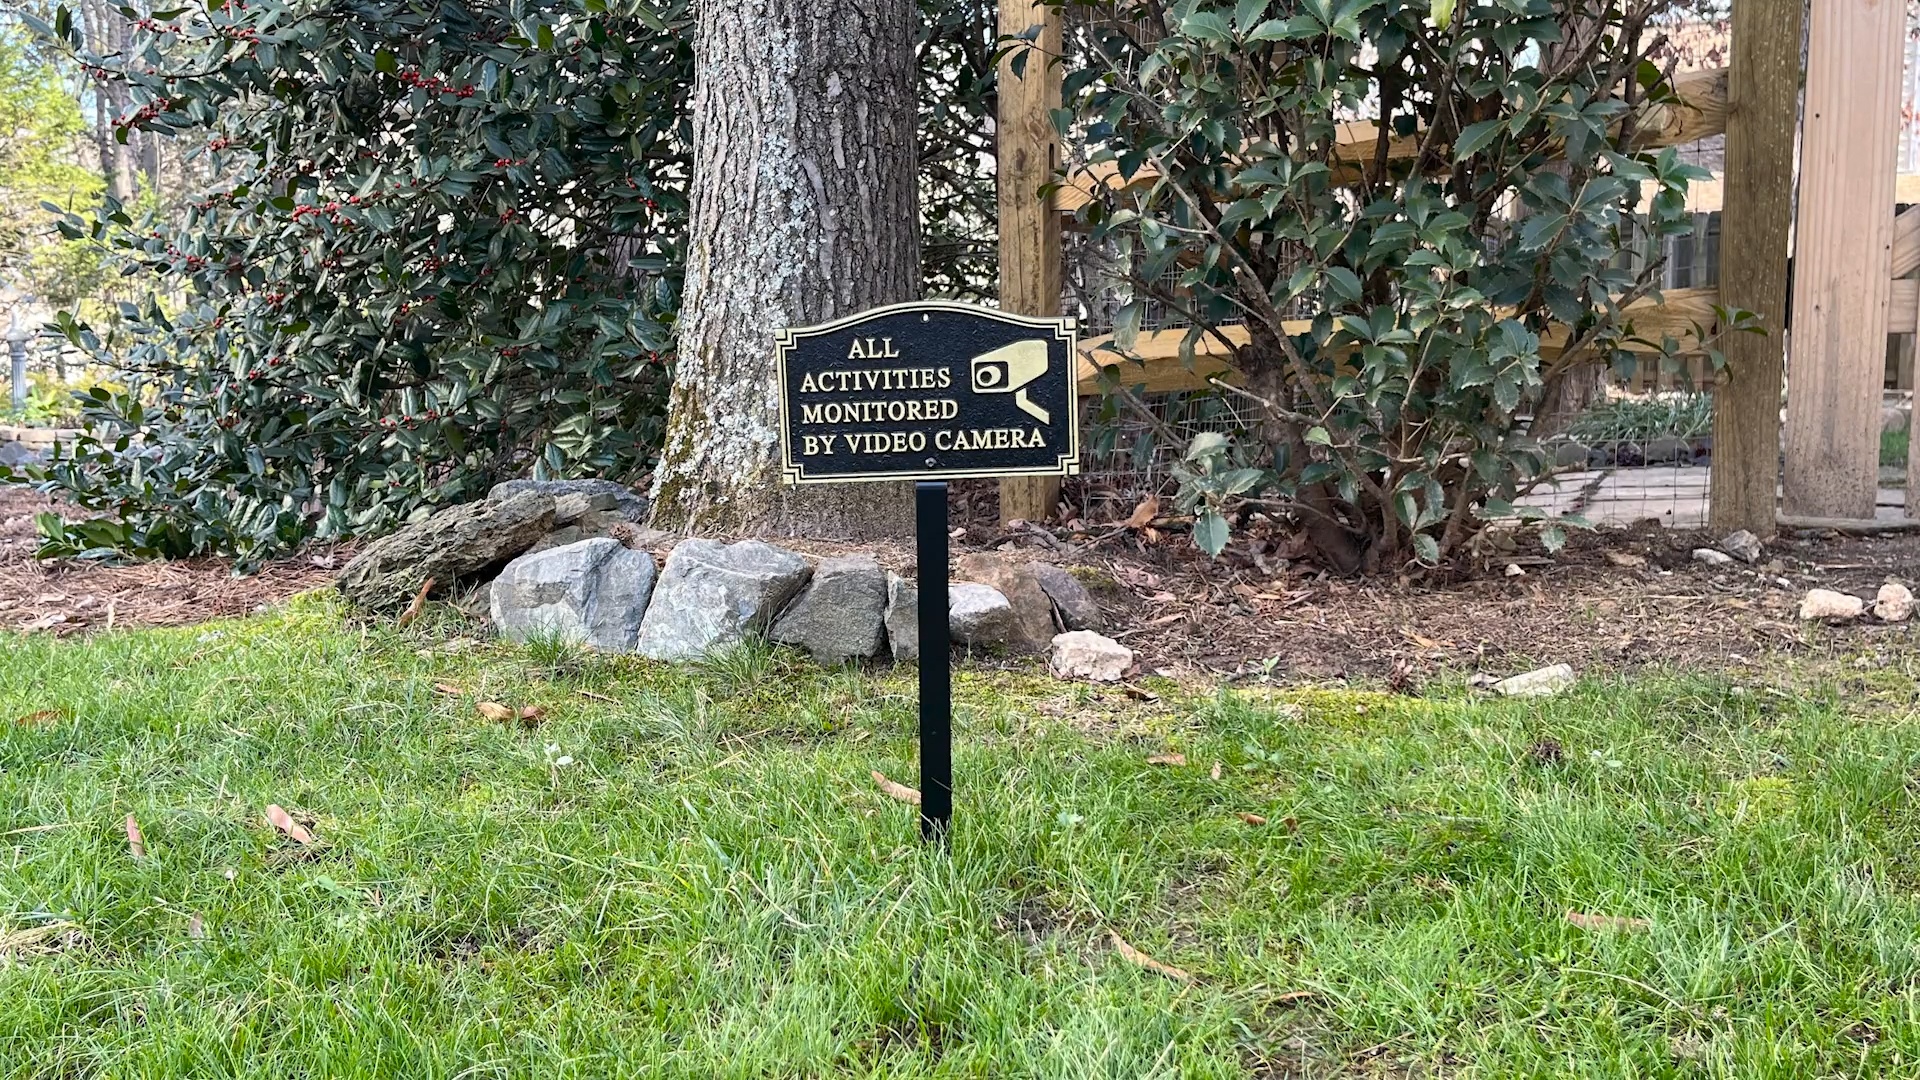 ALL
ACTIVITIES
MONITORED
BY VIDEO CAMERA